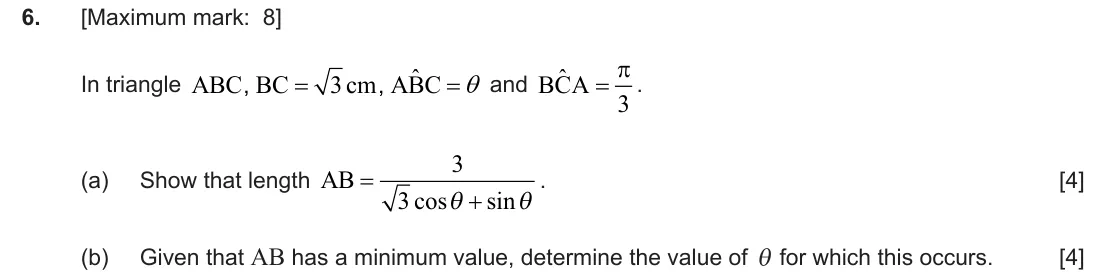 6. [Maximum mark: 8]
In triangle ABC, BC = √3 cm, AB̂C = θ and BĈA = π/3.
(a) Show that length AB = 3/(√3 cos θ + sin θ). [4]
(b) Given that AB has a minimum value, determine the value of θ for which this occurs. [4]